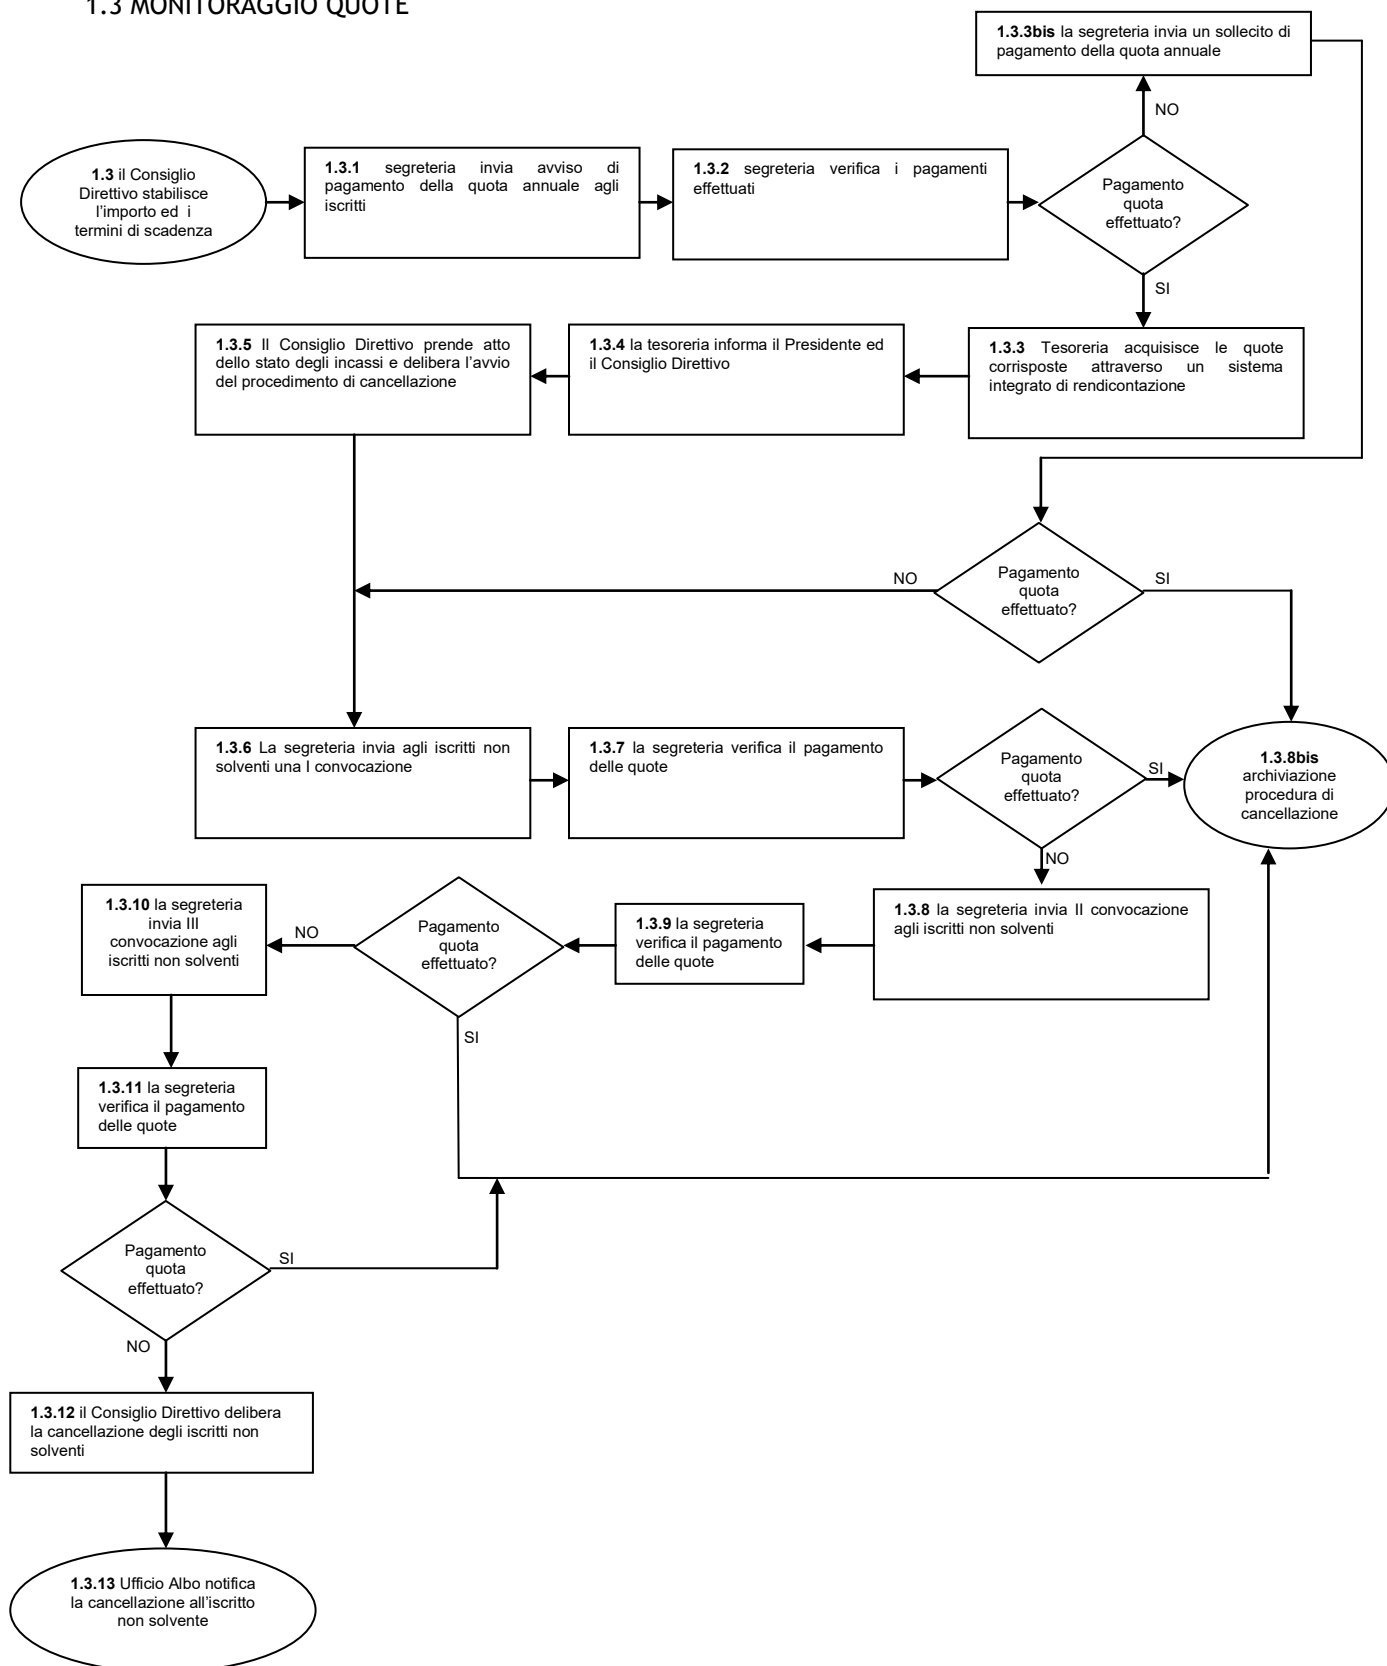 1.3 MONITORAGGIO QUOTE
1.3.3bis la segreteria invia un sollecito di
pagamento della quota annuale
NO
1.3 il Consiglio
Direttivo stabilisce
l'importo ed i
termini di scadenza
1.3.1 segreteria invia avviso di
pagamento della quota annuale agli
iscritti
1.3.2 segreteria verifica i pagamenti
effettuati
Pagamento
quota
effettuato?
SI
1.3.5 Il Consiglio Direttivo prende atto
dello stato degli incassi e delibera l'avvio
del procedimento di cancellazione
1.3.4 la tesoreria informa il Presidente ed
il Consiglio Direttivo
1.3.3 Tesoreria acquisisce le quote
corrisposte attraverso un sistema
integrato di rendicontazione
NO
Pagamento
quota
effettuato?
SI
1.3.6 La segreteria invia agli iscritti non
solventi una I convocazione
1.3.7 la segreteria verifica il pagamento
delle quote
Pagamento
quota
effettuato?
SI
1.3.8bis
archiviazione
procedura di
cancellazione
NO
1.3.10 la segreteria
invia III
convocazione agli
iscritti non solventi
NO
Pagamento
quota
effettuato?
1.3.9 la segreteria
verifica il pagamento
delle quote
1.3.8 la segreteria invia II convocazione
agli iscritti non solventi
SI
1.3.11 la segreteria
verifica il pagamento
delle quote
Pagamento
quota
effettuato?
SI
NO
1.3.12 il Consiglio Direttivo delibera
la cancellazione degli iscritti non
solventi
1.3.13 Ufficio Albo notifica
la cancellazione all'iscritto
non solvente